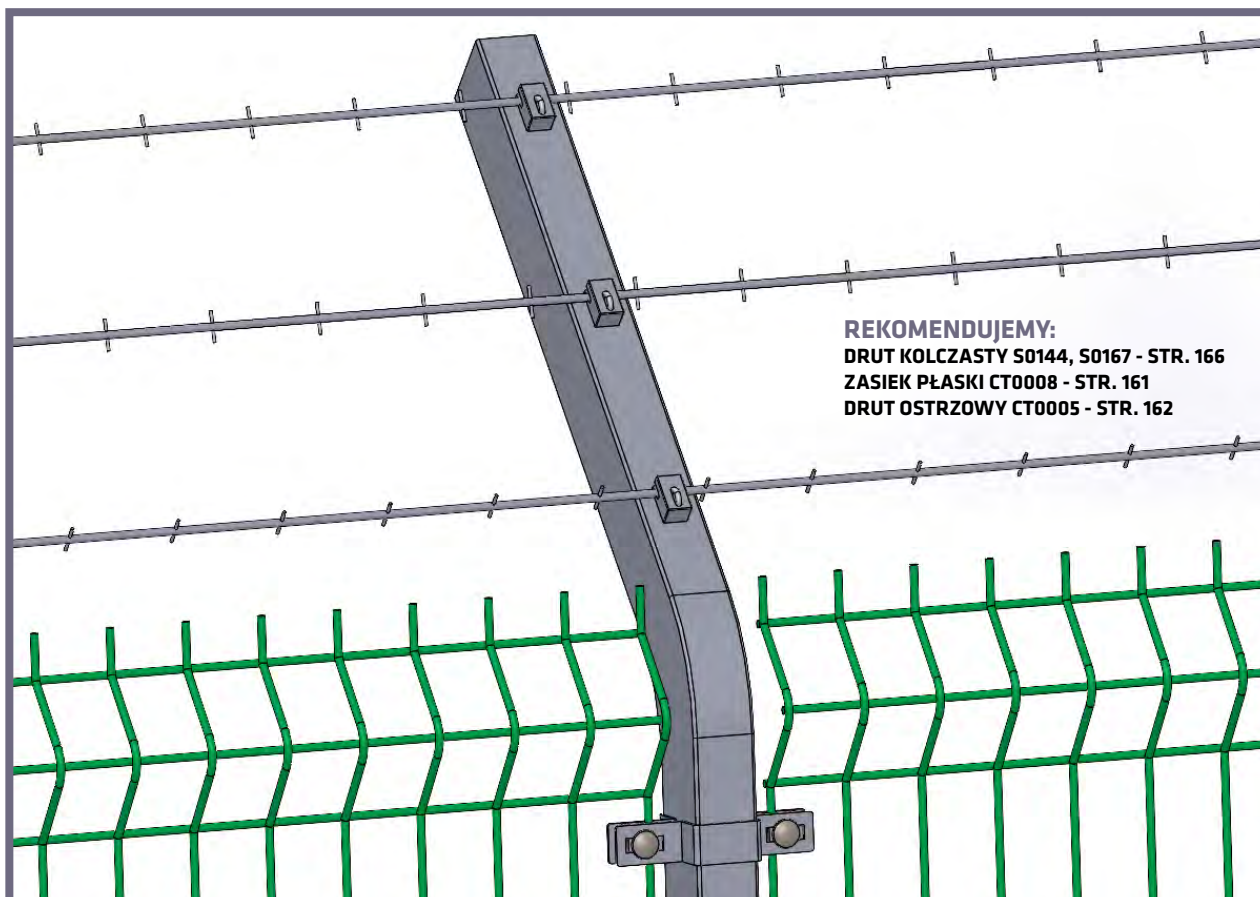 REKOMENDUJEMY:
DRUT KOLCZASTY S0144, S0167 - STR. 166
ZASIEK PŁASKI CT0008 - STR. 161
DRUT OSTRZOWY CT0005 - STR. 162